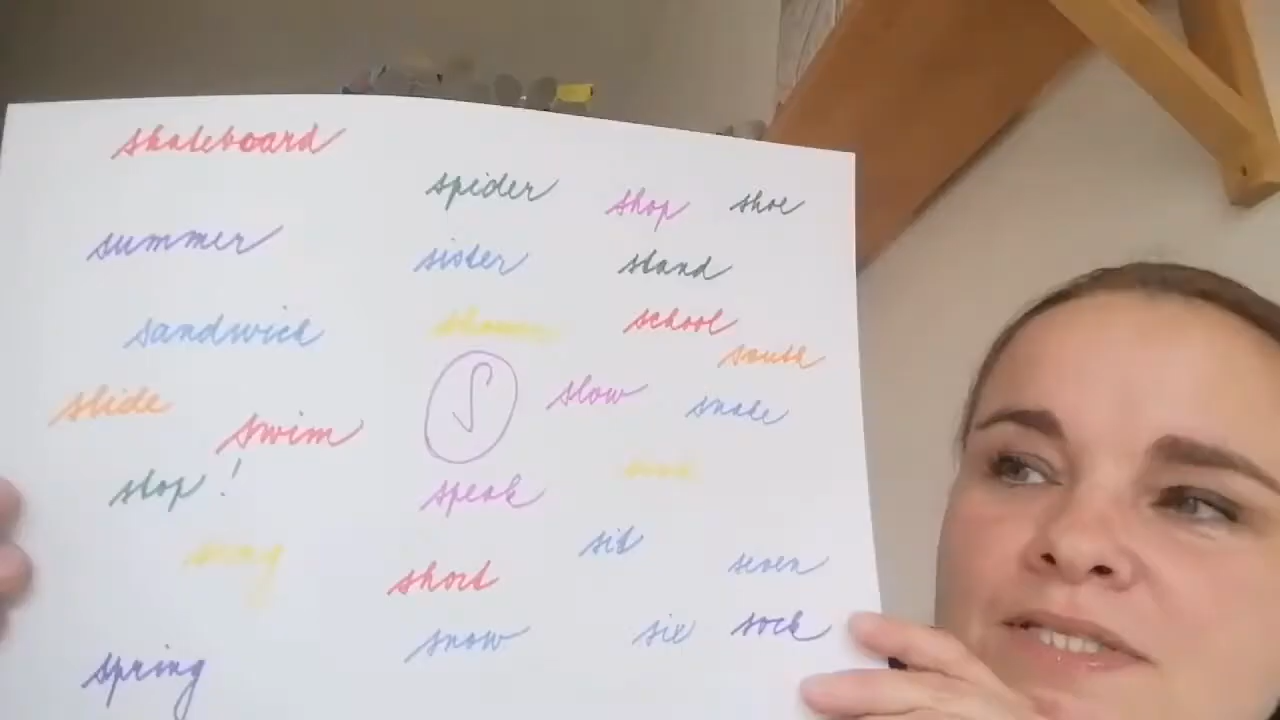 skateboard
spider
shop
shoe
summer
sister
stand
sandwich
school
south
slide
S
slow
snake
swim
stop!
speak
sit
short
seven
snow
six
sock
spring